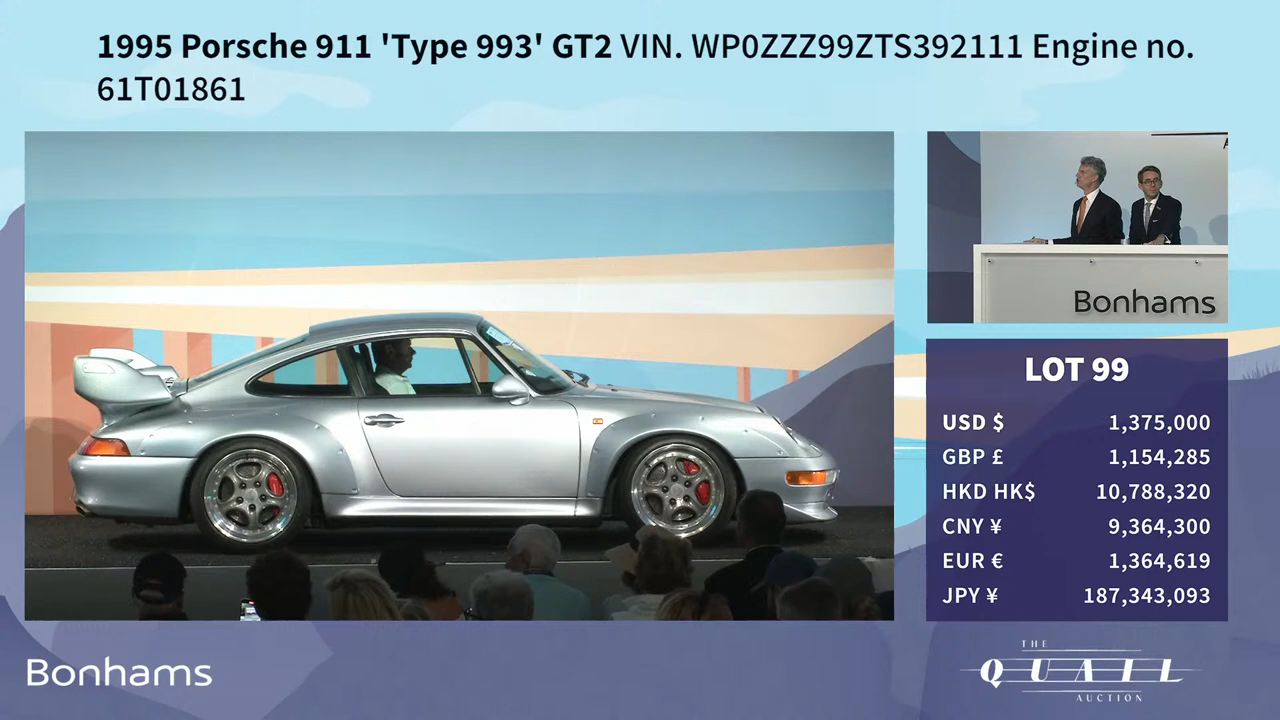 1995 Porsche 911 'Type 993' GT2 VIN. WP0ZZZ99ZTS392111 Engine no.
61T01861
Bonhams
LOT 99
USD $ 1,375,000
GBP £ 1,154,285
HKD HK$ 10,788,320
CNY ¥ 9,364,300
EUR € 1,364,619
JPY ¥ 187,343,093
Bonhams
THE
QUAIL
AUCTION